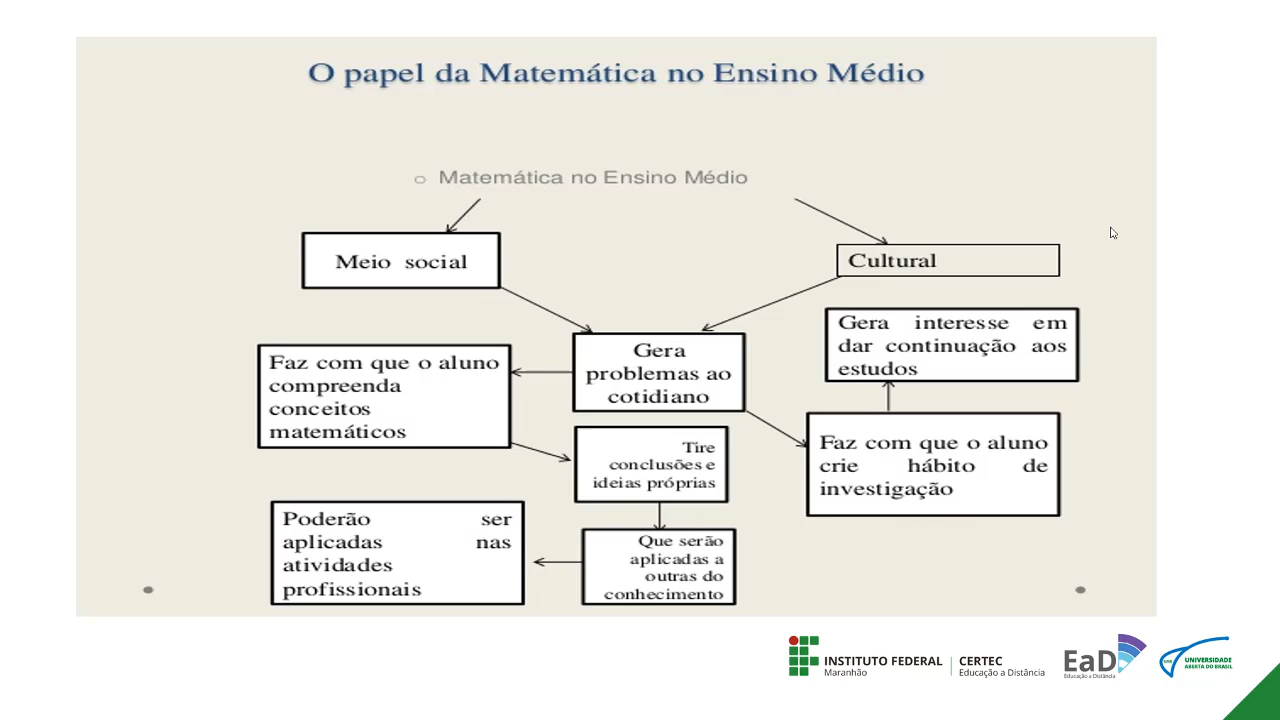 O papel da Matemática no Ensino Médio
Matemática no Ensino Médio
Meio social
Cultural
Gera problemas ao cotidiano
Gera interesse em
dar continuação aos
estudos
Faz com que o aluno
compreenda
conceitos
matemáticos
Tire
conclusões e
ideias próprias
Faz com que o aluno
crie hábito de
investigação
Poderão ser
aplicadas nas
atividades
profissionais
Que serão
aplicadas a
outras do
conhecimento
INSTITUTO FEDERAL
Maranhão
CERTEC
Educação a Distância
EaD
Educação a Distância
UAB
UNIVERSIDADE
ABERTA DO BRASIL